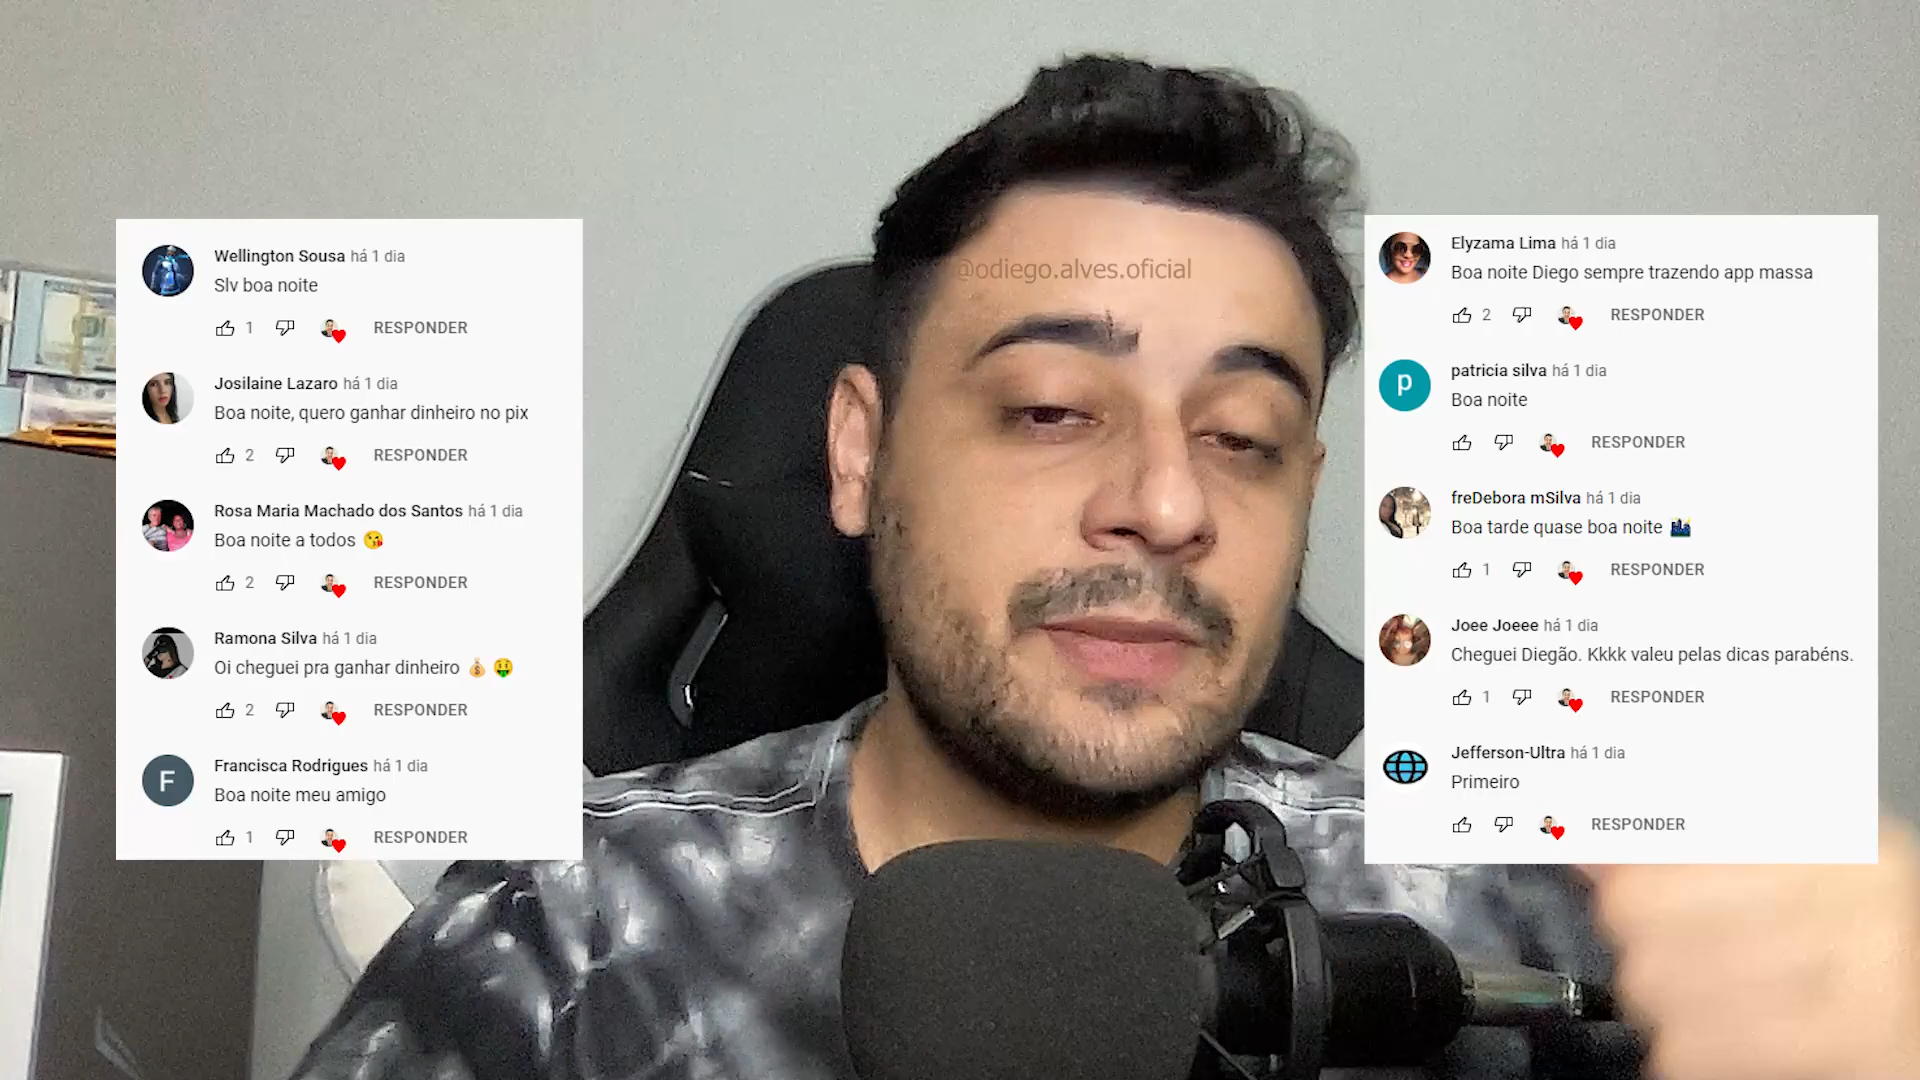 Wellington Sousa há 1 dia
Slv boa noite
1 RESPONDER
Josilaine Lazaro há 1 dia
Boa noite, quero ganhar dinheiro no pix
2 RESPONDER
Rosa Maria Machado dos Santos há 1 dia
Boa noite a todos 😘
2 RESPONDER
Ramona Silva há 1 dia
Oi cheguei pra ganhar dinheiro 💰 🤑
2 RESPONDER
F
Francisca Rodrigues há 1 dia
Boa noite meu amigo
1 RESPONDER
@odiego.alves.oficial
Elyzama Lima há 1 dia
Boa noite Diego sempre trazendo app massa
2 RESPONDER
p
patricia silva há 1 dia
Boa noite
RESPONDER
freDebora mSilva há 1 dia
Boa tarde quase boa noite 🌃
1 RESPONDER
Joee Joeee há 1 dia
Cheguei Diegão. Kkkk valeu pelas dicas parabéns.
1 RESPONDER
Jefferson-Ultra há 1 dia
Primeiro
RESPONDER